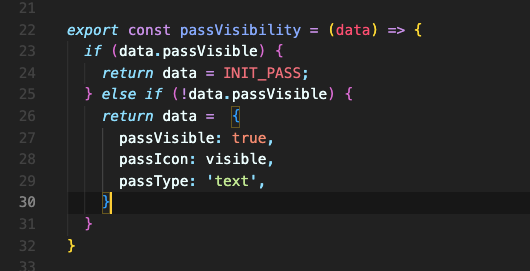 21
22 export const passVisibility = (data) => {
23 if (data.passVisible) {
24 return data = INIT_PASS;
25 } else if (!data.passVisible) {
26 return data =  {
27 passVisible: true,
28 passIcon: visible,
29 passType: 'text',
30 }
31 }
32 }
33